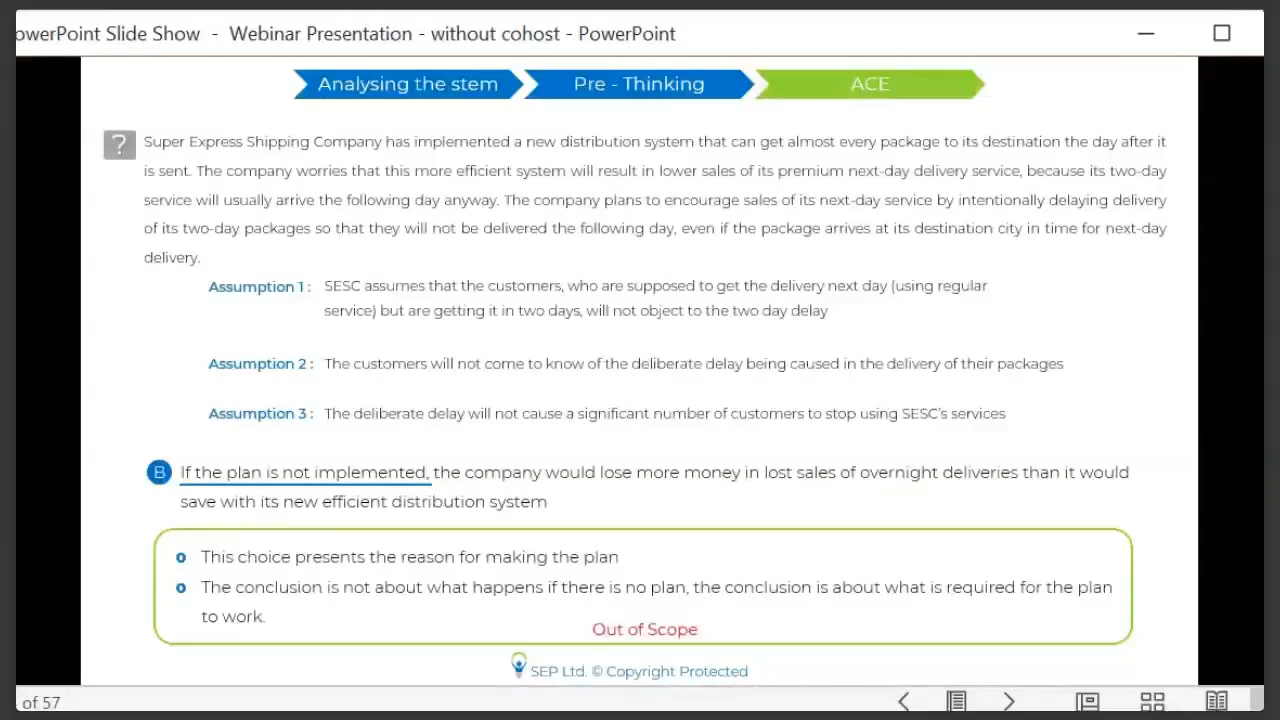 owerPoint Slide Show - Webinar Presentation - without cohost - PowerPoint
Analysing the stem Pre - Thinking ACE
? Super Express Shipping Company has implemented a new distribution system that can get almost every package to its destination the day after it
is sent. The company worries that this more efficient system will result in lower sales of its premium next-day delivery service, because its two-day
service will usually arrive the following day anyway. The company plans to encourage sales of its next-day service by intentionally delaying delivery
of its two-day packages so that they will not be delivered the following day, even if the package arrives at its destination city in time for next-day
delivery.
Assumption 1 : SESC assumes that the customers, who are supposed to get the delivery next day (using regular
service) but are getting it in two days, will not object to the two day delay
Assumption 2 : The customers will not come to know of the deliberate delay being caused in the delivery of their packages
Assumption 3 : The deliberate delay will not cause a significant number of customers to stop using SESC's services
B If the plan is not implemented, the company would lose more money in lost sales of overnight deliveries than it would
save with its new efficient distribution system
o This choice presents the reason for making the plan
o The conclusion is not about what happens if there is no plan, the conclusion is about what is required for the plan
to work.
Out of Scope
SEP Ltd. © Copyright Protected
of 57